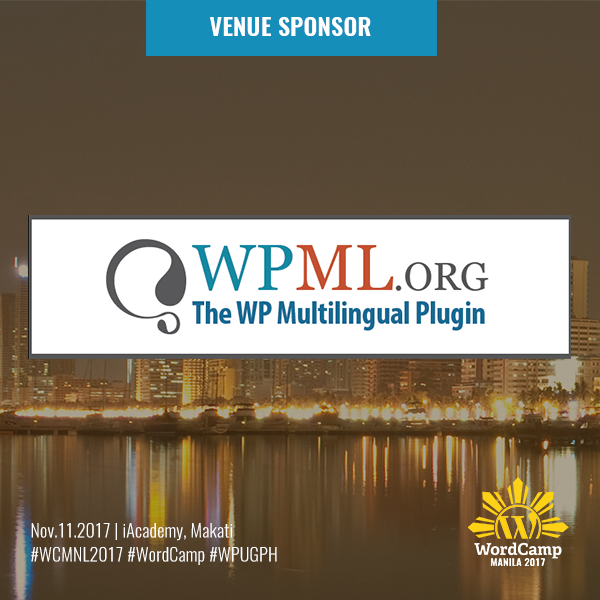 VENUE SPONSOR
WPML.ORG
The WP Multilingual Plugin
Nov.11.2017 | iAcademy, Makati
#WCMNL2017 #WordCamp #WPUGPH
W
WordCamp
MANILA 2017